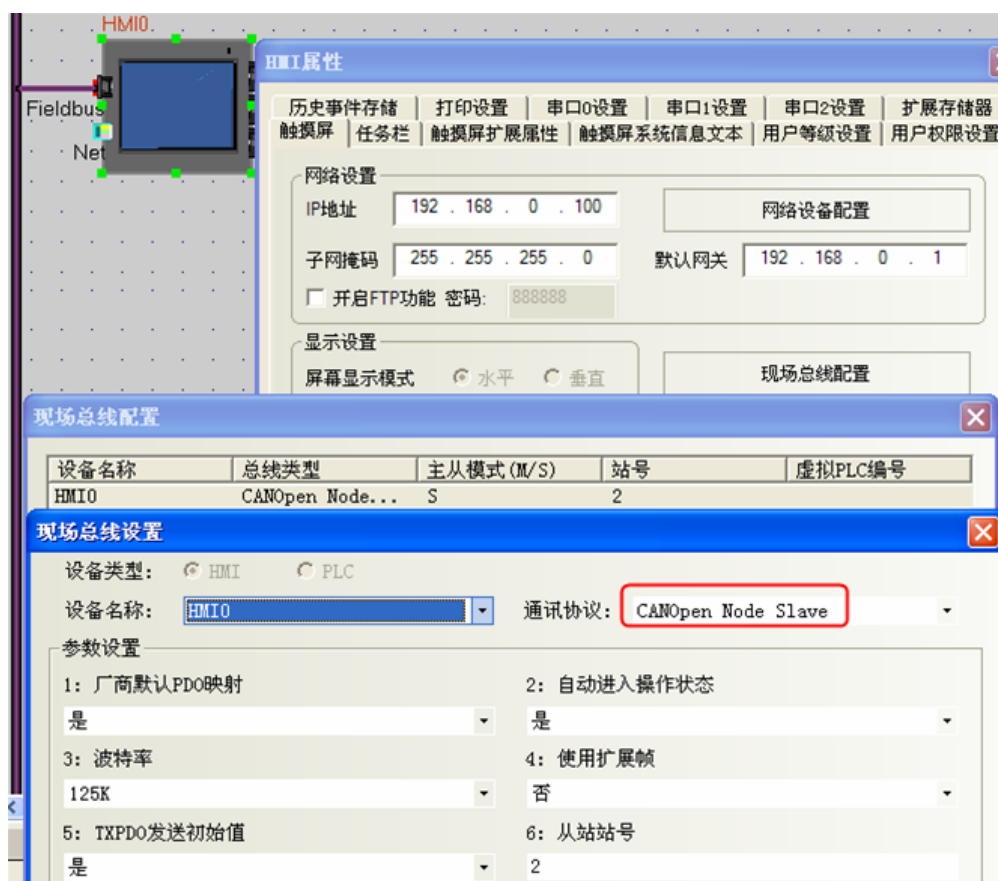 HMI0
Fieldbus
Net
HMI属性
历史事件存储 打印设置 串口0设置 串口1设置 串口2设置 扩展存储器
触摸屏 任务栏 触摸屏扩展属性 触摸屏系统信息文本 用户等级设置 用户权限设置
网络设置
IP地址 192 . 168 . 0 . 100 网络设备配置
子网掩码 255 . 255 . 255 . 0 默认网关 192 . 168 . 0 . 1
开启FTP功能 密码: 888888
显示设置
屏幕显示模式 水平 垂直 现场总线配置
现场总线配置
设备名称 总线类型 主从模式(M/S) 站号 虚拟PLC编号
HMI0 CANOpen Node... S 2
现场总线设置
设备类型: HMI PLC
设备名称: HMI0 通讯协议: CANOpen Node Slave
参数设置
1: 厂商默认PDO映射 2: 自动进入操作状态
是 是
3: 波特率 4: 使用扩展帧
125K 否
5: TXPDO发送初始值 6: 从站站号
是 2